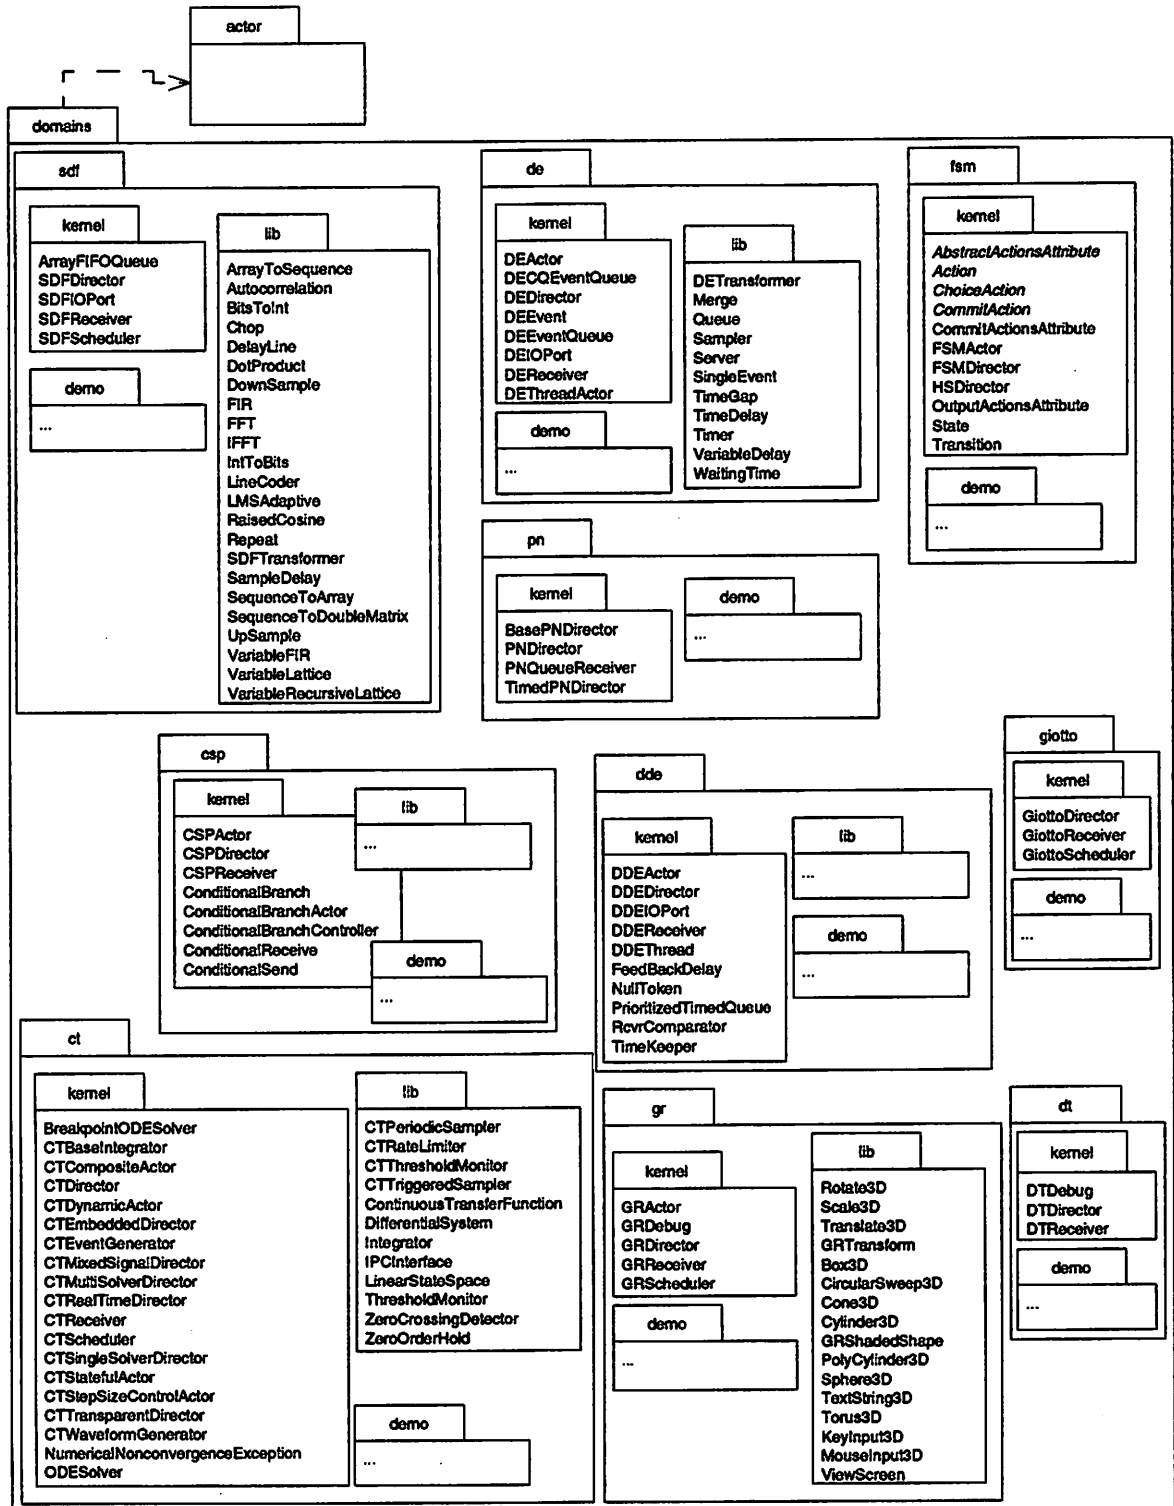 actor
domains
sdf
kernel
ArrayFIFOQueue
SDFDirector
SDFIOPort
SDFReceiver
SDFScheduler
demo
...
lib
ArrayToSequence
Autocorrelation
BitsToInt
Chop
DelayLine
DotProduct
DownSample
FIR
FFT
IFFT
IntToBits
LineCoder
LMSAdaptive
RaisedCosine
Repeat
SDFTransformer
SampleDelay
SequenceToArray
SequenceToDoubleMatrix
UpSample
VariableFIR
VariableLattice
VariableRecursiveLattice
de
kernel
DEActor
DECQEventQueue
DEDirector
DEEvent
DEEventQueue
DEIOPort
DEReceiver
DEThreadActor
demo
...
lib
DETransformer
Merge
Queue
Sampler
Server
SingleEvent
TimeGap
TimeDelay
Timer
VariableDelay
WaitingTime
fsm
kernel
AbstractActionsAttribute
Action
ChoiceAction
CommitAction
CommitActionsAttribute
FSMActor
FSMDirector
HSDirector
OutputActionsAttribute
State
Transition
demo
...
pn
kernel
BasePNDirector
PNDirector
PNQueueReceiver
TimedPNDirector
demo
...
csp
kernel
CSPActor
CSPDirector
CSPReceiver
ConditionalBranch
ConditionalBranchActor
ConditionalBranchController
ConditionalReceive
ConditionalSend
lib
...
demo
...
dde
kernel
DDEActor
DDEDirector
DDEIOPort
DDEReceiver
DDEThread
FeedBackDelay
NullToken
PrioritizedTimedQueue
RcvrComparator
TimeKeeper
lib
...
demo
...
giotto
kernel
GiottoDirector
GiottoReceiver
GiottoScheduler
demo
...
ct
kernel
BreakpointODESolver
CTBaseIntegrator
CTCompositeActor
CTDirector
CTDynamicActor
CTEmbeddedDirector
CTEventGenerator
CTMixedSignalDirector
CTMultiSolverDirector
CTRealTimeDirector
CTReceiver
CTScheduler
CTSingleSolverDirector
CTStatefulActor
CTStepSizeControlActor
CTTransparentDirector
CTWaveformGenerator
NumericalNonconvergenceException
ODESolver
lib
CTPeriodicSampler
CTRateLimiter
CTThresholdMonitor
CTTriggeredSampler
ContinuousTransferFunction
DifferentialSystem
Integrator
IPCInterface
LinearStateSpace
ThresholdMonitor
ZeroCrossingDetector
ZeroOrderHold
demo
...
gr
kernel
GRActor
GRDebug
GRDirector
GRReceiver
GRScheduler
demo
...
lib
Rotate3D
Scale3D
Translate3D
GRTransform
Box3D
CircularSweep3D
Cone3D
Cylinder3D
GRShadedShape
PolyCylinder3D
Sphere3D
TextString3D
Torus3D
KeyInput3D
MouseInput3D
ViewScreen
dt
kernel
DTDebug
DTDirector
DTReceiver
demo
...